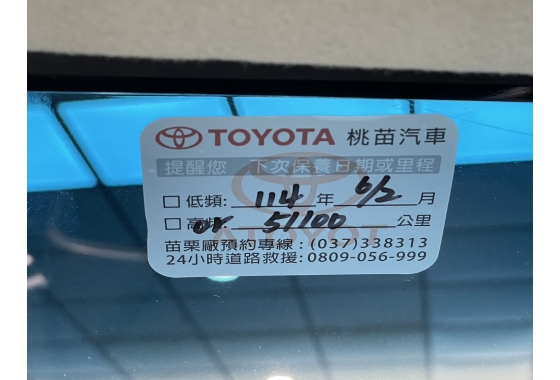 TOYOTA 桃苗汽車
提醒您 下次保養日期或里程
□低頻: 114 年 6/2 月
□高頻: or 51100 公里
苗栗廠預約專線:(037)338313
24小時道路救援:0809-056-999